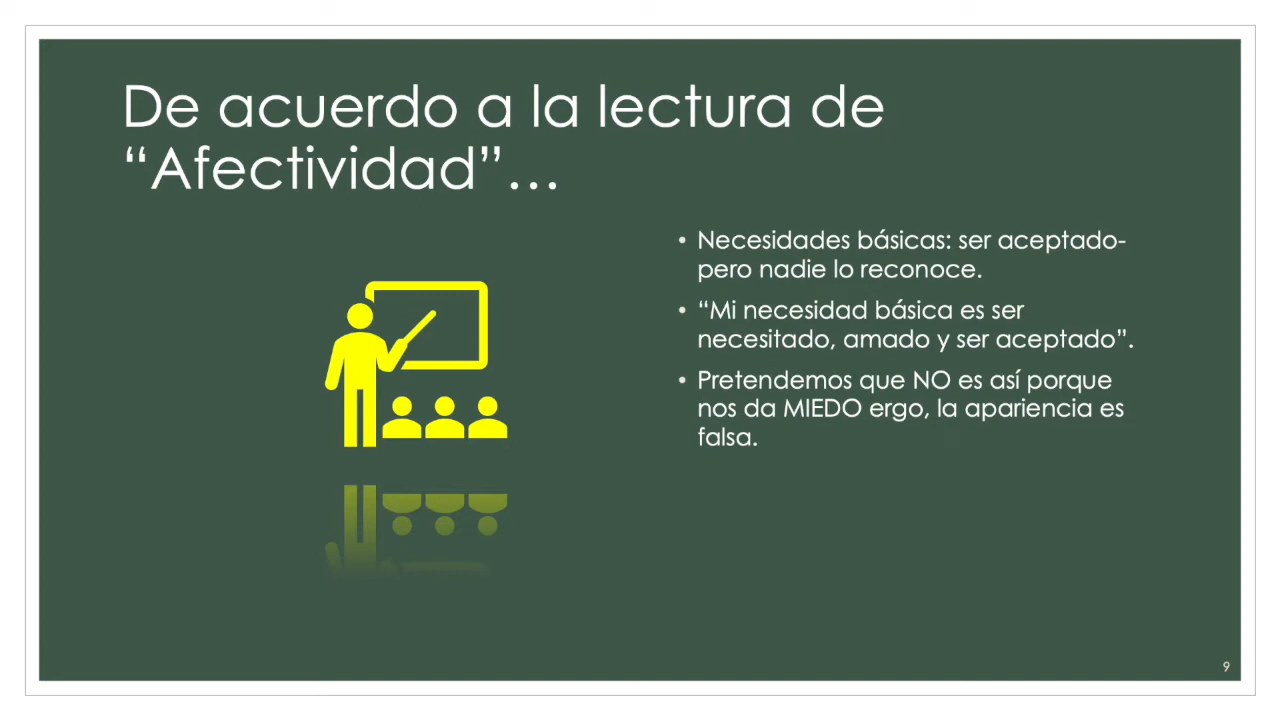 De acuerdo a la lectura de
“Afectividad”...
• Necesidades básicas: ser aceptado-
pero nadie lo reconoce.
• “Mi necesidad básica es ser
necesitado, amado y ser aceptado”.
• Pretendemos que NO es así porque
nos da MIEDO ergo, la apariencia es
falsa.
9